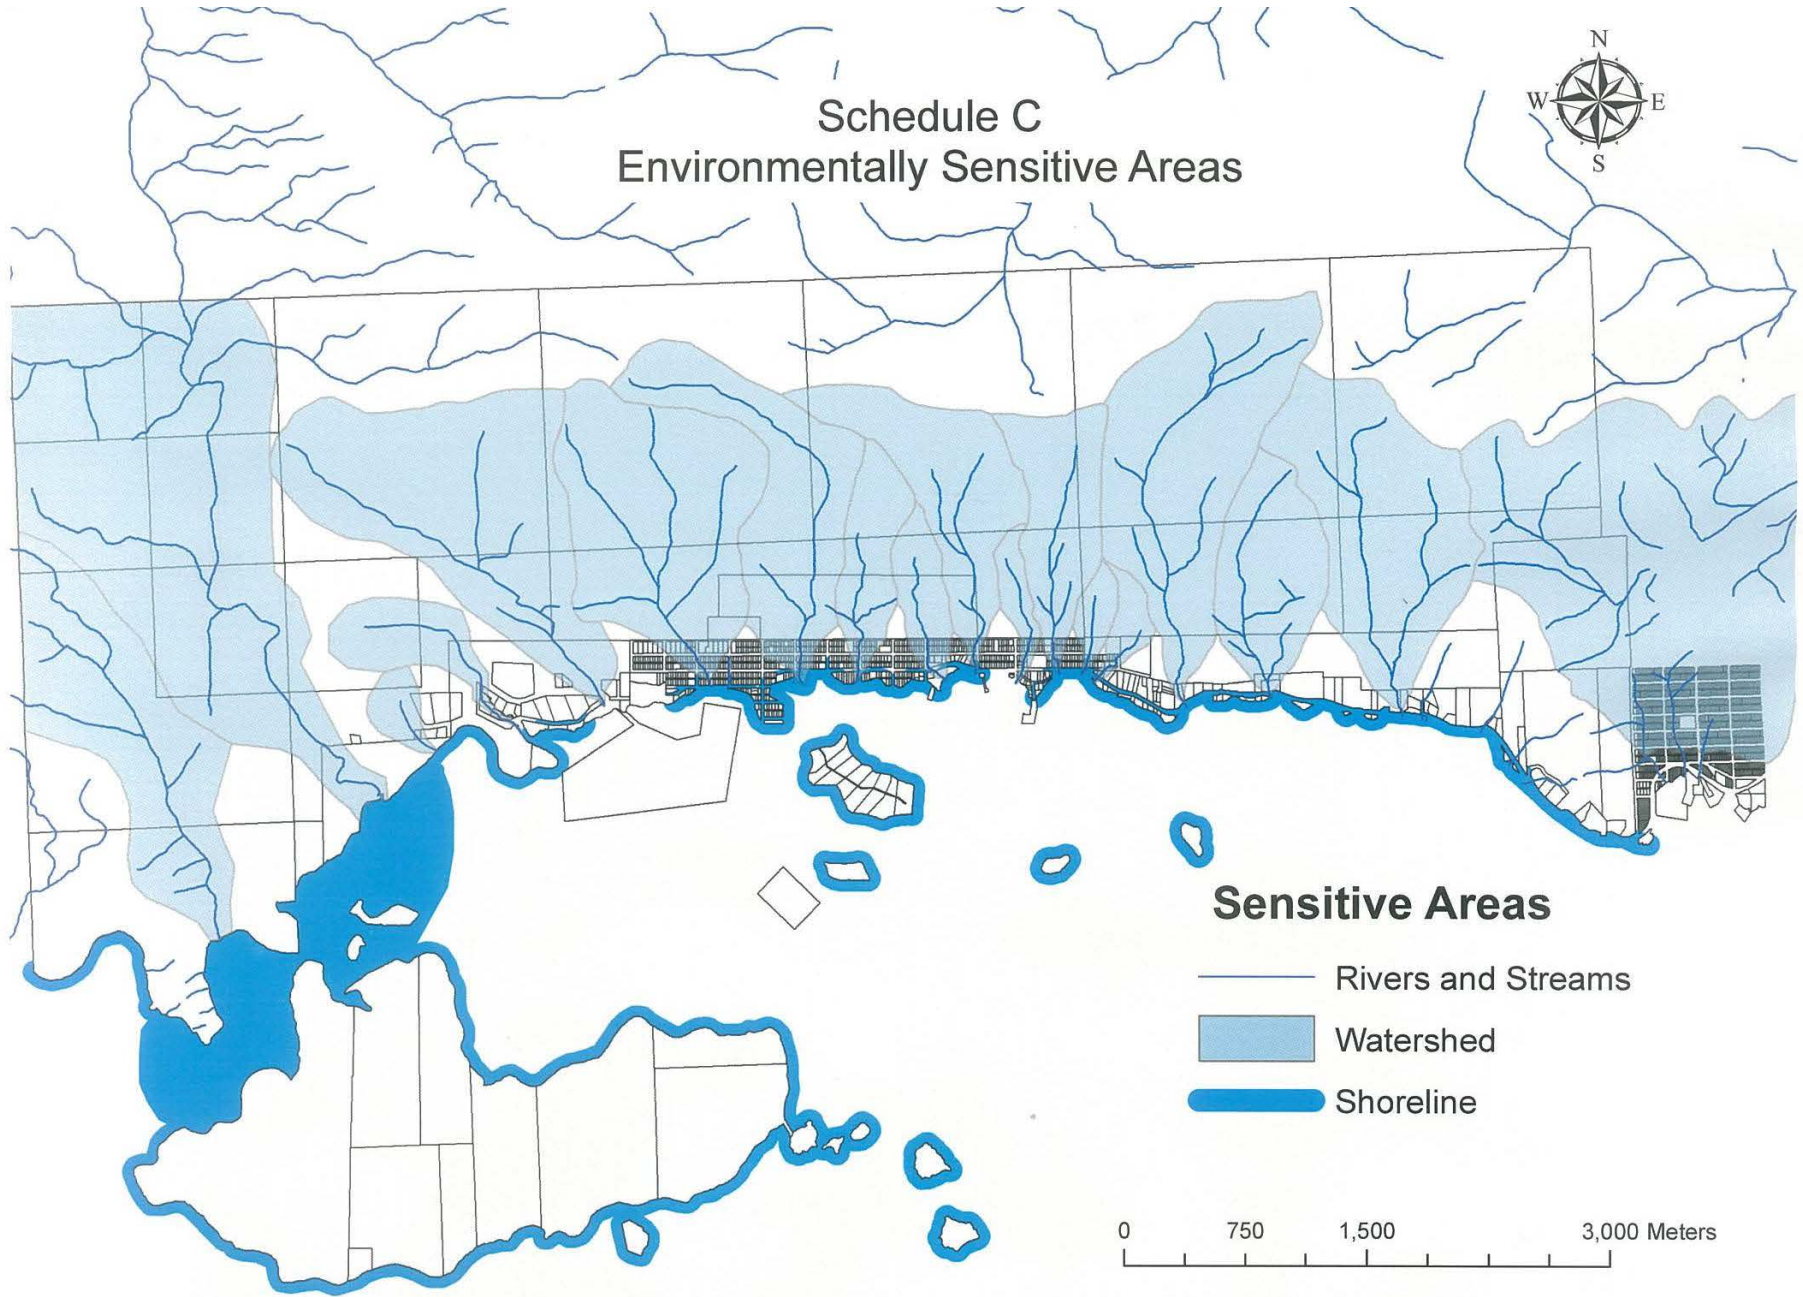 N
W E
S
Schedule C
Environmentally Sensitive Areas
Sensitive Areas
Rivers and Streams
Watershed
Shoreline
0 750 1,500 3,000 Meters